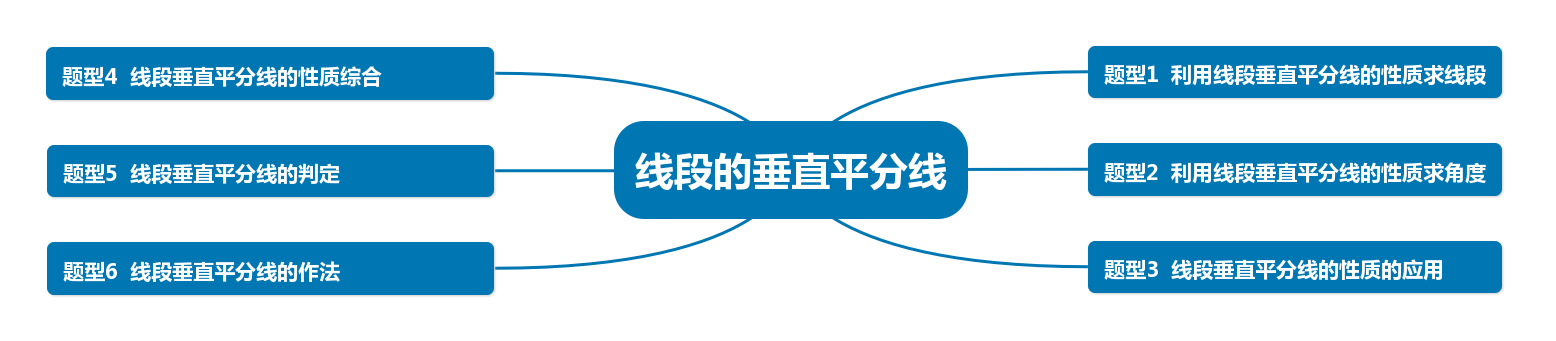 线段的垂直平分线
题型1 利用线段垂直平分线的性质求线段
题型2 利用线段垂直平分线的性质求角度
题型3 线段垂直平分线的性质的应用
题型4 线段垂直平分线的性质综合
题型5 线段垂直平分线的判定
题型6 线段垂直平分线的作法